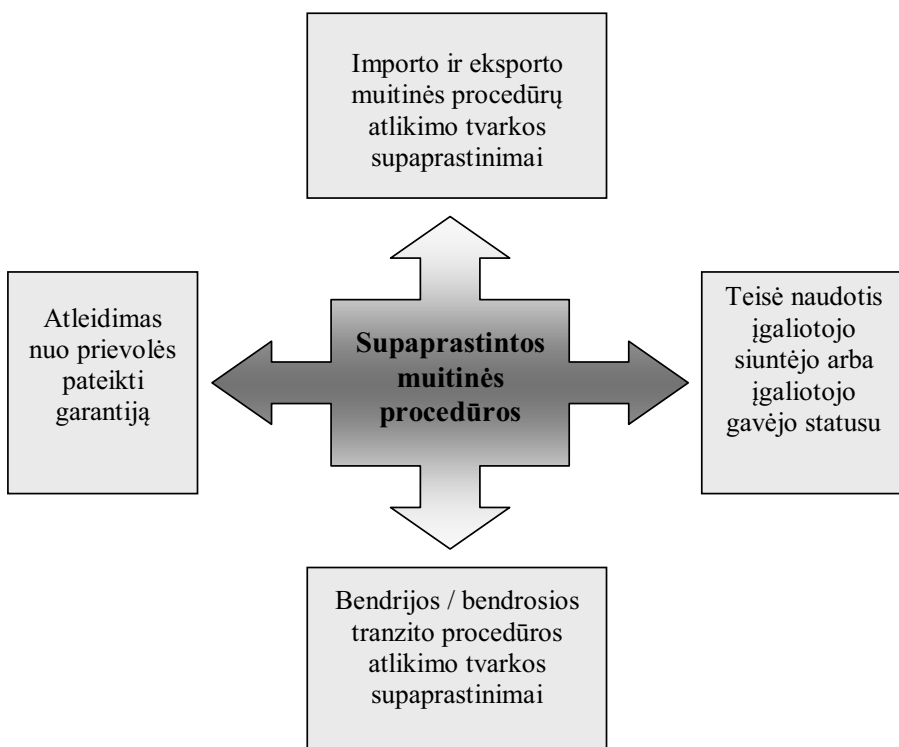 Importo ir eksporto
muitinės procedūrų
atlikimo tvarkos
supaprastinimai
Atleidimas
nuo prievolės
pateikti
garantiją
Supaprastintos
muitinės
procedūros
Teisė naudotis
įgaliotojo
siuntėjo arba
įgaliotojo
gavėjo statusu
Bendrijos / bendrosios
tranzito procedūros
atlikimo tvarkos
supaprastinimai